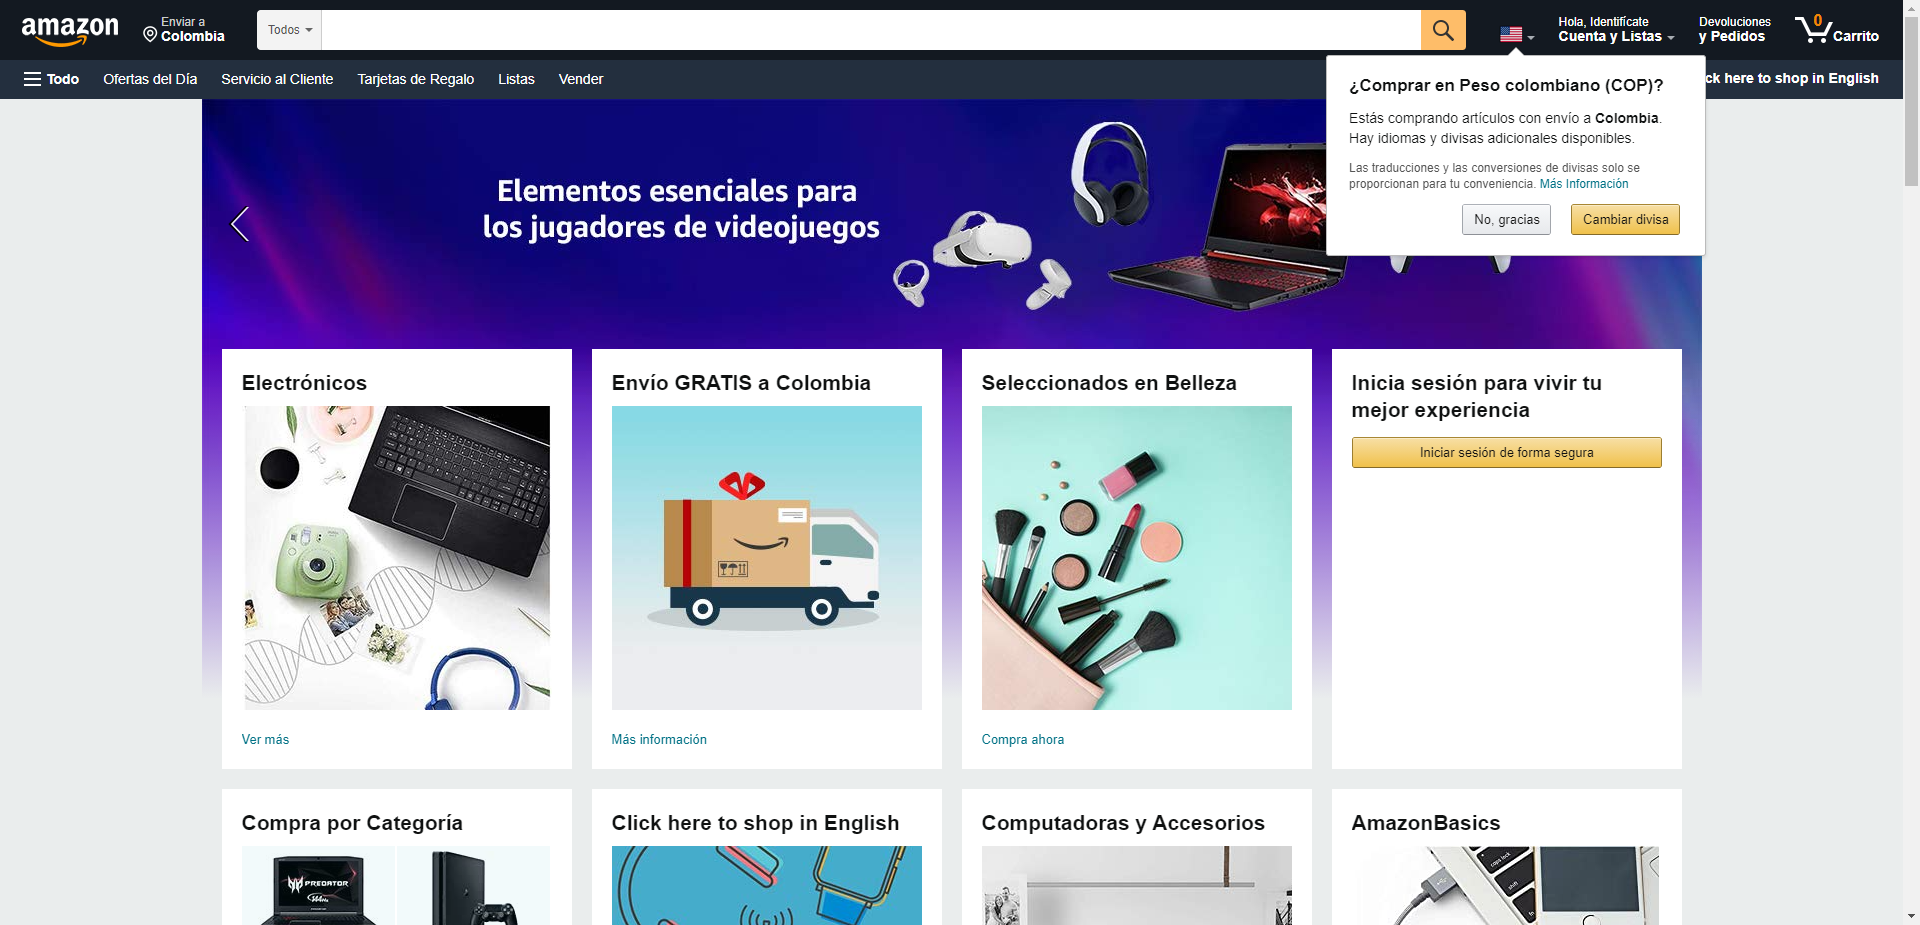 amazon
Enviar a
Colombia
Todos
Hola, Identifícate
Cuenta y Listas
Devoluciones
y Pedidos
0
Carrito
Todo
Ofertas del Día
Servicio al Cliente
Tarjetas de Regalo
Listas
Vender
ck here to shop in English
¿Comprar en Peso colombiano (COP)?
Estás comprando artículos con envío a Colombia.
Hay idiomas y divisas adicionales disponibles.
Las traducciones y las conversiones de divisas solo se
proporcionan para tu conveniencia. Más Información
No, gracias
Cambiar divisa
Elementos esenciales para
los jugadores de videojuegos
Electrónicos
Ver más
Envío GRATIS a Colombia
Más información
Seleccionados en Belleza
Compra ahora
Inicia sesión para vivir tu
mejor experiencia
Iniciar sesión de forma segura
Compra por Categoría
PREDATOR
Click here to shop in English
Computadoras y Accesorios
AmazonBasics
caps lock
shift